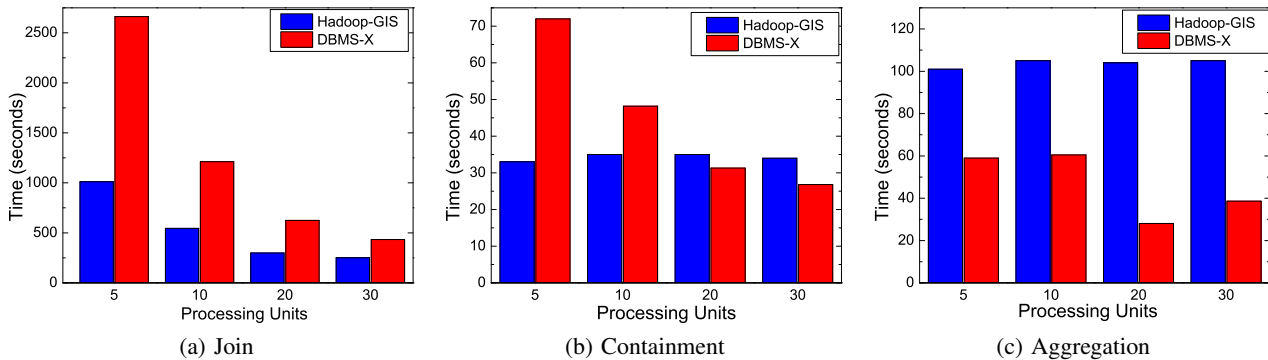 2500
2000
1500
1000
500
0
Time (seconds)
Hadoop-GIS
DBMS-X
5 10 20 30
Processing Units
(a) Join
70
60
50
40
30
20
10
0
Time (seconds)
Hadoop-GIS
DBMS-X
5 10 20 30
Processing Units
(b) Containment
120
100
80
60
40
20
0
Time (seconds)
Hadoop-GIS
DBMS-X
5 10 20 30
Processing Units
(c) Aggregation